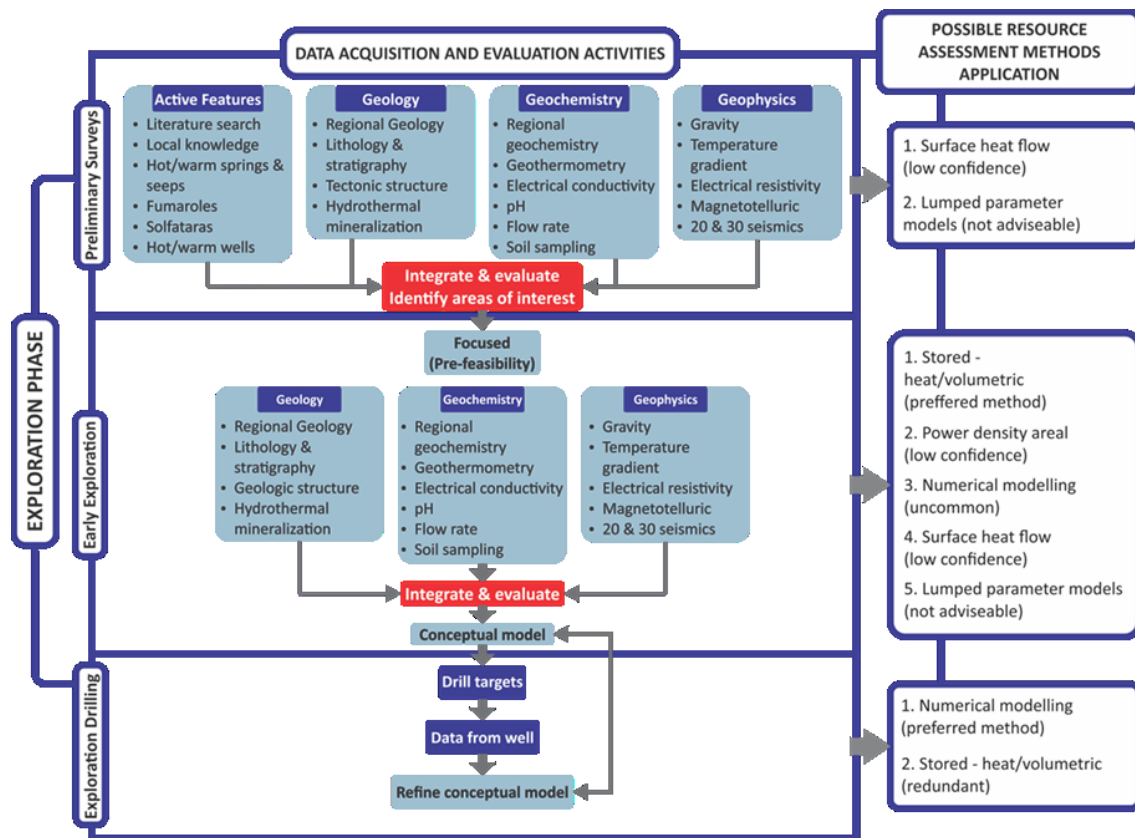 DATA ACQUISITION AND EVALUATION ACTIVITIES
POSSIBLE RESOURCE
ASSESSMENT METHODS
APPLICATION
EXPLORATION PHASE
Preliminary Surveys
Active Features
• Literature search
• Local knowledge
• Hot/warm springs &
seeps
• Fumaroles
• Solfataras
• Hot/warm wells
Geology
• Regional Geology
• Lithology &
stratigraphy
• Tectonic structure
• Hydrothermal
mineralization
Geochemistry
• Regional
geochemistry
• Geothermometry
• Electrical conductivity
• pH
• Flow rate
• Soil sampling
Geophysics
• Gravity
• Temperature
gradient
• Electrical resistivity
• Magnetotelluric
• 20 & 30 seismics
Integrate & evaluate
Identify areas of interest
1. Surface heat flow
(low confidence)
2. Lumped parameter
models (not adviseable)
Early Exploration
Focused
(Pre-feasibility)
Geology
• Regional Geology
• Lithology &
stratigraphy
• Geologic structure
• Hydrothermal
mineralization
Geochemistry
• Regional
geochemistry
• Geothermometry
• Electrical conductivity
• pH
• Flow rate
• Soil sampling
Geophysics
• Gravity
• Temperature
gradient
• Electrical resistivity
• Magnetotelluric
• 20 & 30 seismics
Integrate & evaluate
Conceptual model
1. Stored -
heat/volumetric
(preffered method)
2. Power density areal
(low confidence)
3. Numerical modelling
(uncommon)
4. Surface heat flow
(low confidence)
5. Lumped parameter models
(not adviseable)
Exploration Drilling
Drill targets
Data from well
Refine conceptual model
1. Numerical modelling
(preferred method)
2. Stored - heat/volumetric
(redundant)